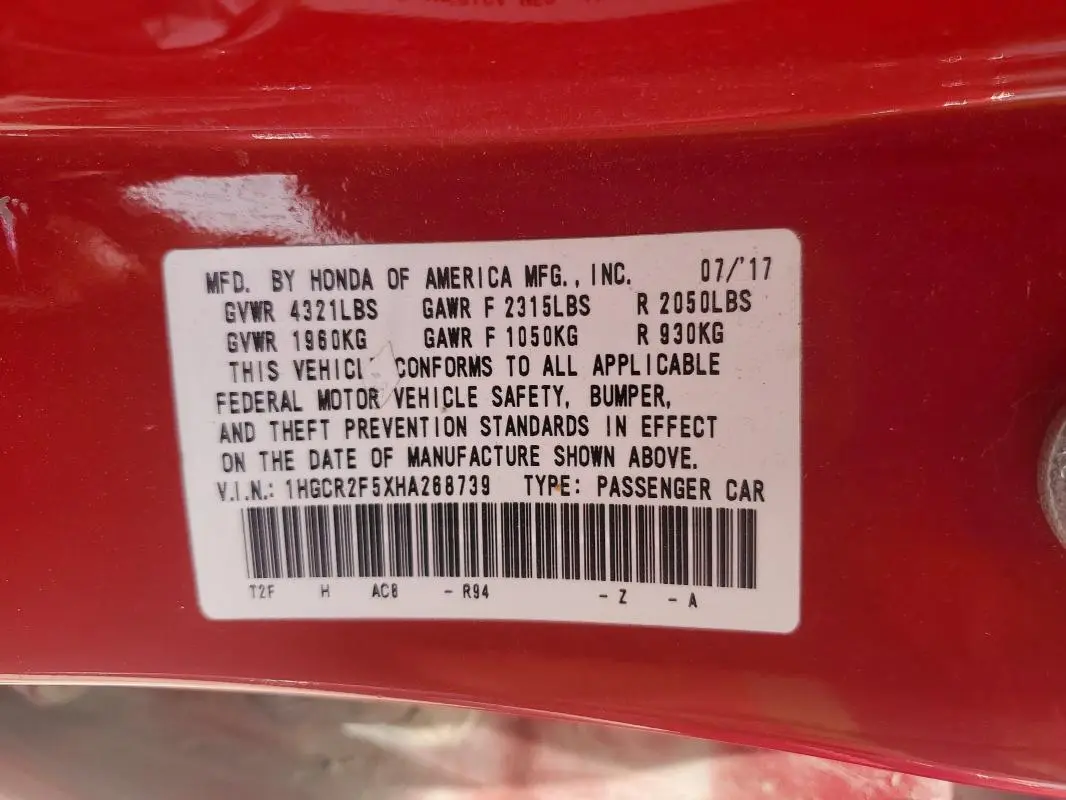 MFD. BY HONDA OF AMERICA MFG., INC. 07/'17
GVWR 4321LBS GAWR F 2315LBS R 2050LBS
GVWR 1960KG GAWR F 1050KG R 930KG
THIS VEHICL CONFORMS TO ALL APPLICABLE
FEDERAL MOTOR VEHICLE SAFETY, BUMPER,
AND THEFT PREVENTION STANDARDS IN EFFECT
ON THE DATE OF MANUFACTURE SHOWN ABOVE.
V.I.N.: 1HGCR2F5XHA268739 TYPE: PASSENGER CAR
T2F H AC8 - R94 - Z - A